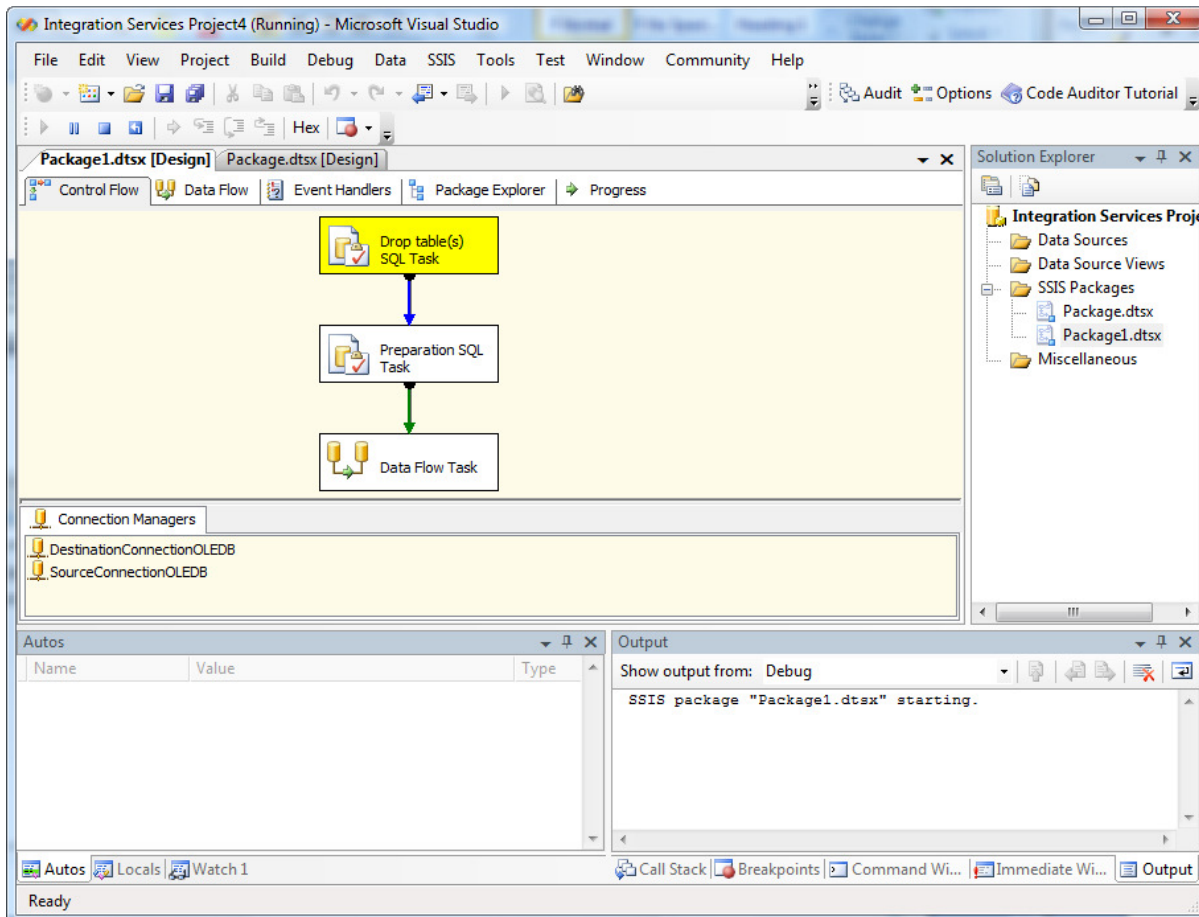 Integration Services Project4 (Running) - Microsoft Visual Studio
File Edit View Project Build Debug Data SSIS Tools Test Window Community Help
Audit Options Code Auditor Tutorial
Hex
Package1.dtsx [Design] Package.dtsx [Design]
Control Flow Data Flow Event Handlers Package Explorer Progress
Drop table(s)
SQL Task
Preparation SQL
Task
Data Flow Task
Connection Managers
DestinationConnectionOLEDB
SourceConnectionOLEDB
Solution Explorer
Integration Services Proje
Data Sources
Data Source Views
SSIS Packages
Package.dtsx
Package1.dtsx
Miscellaneous
Autos
Name Value Type
Autos Locals Watch 1
Output
Show output from: Debug
SSIS package "Package1.dtsx" starting.
Call Stack Breakpoints Command Wi... Immediate Wi... Output
Ready